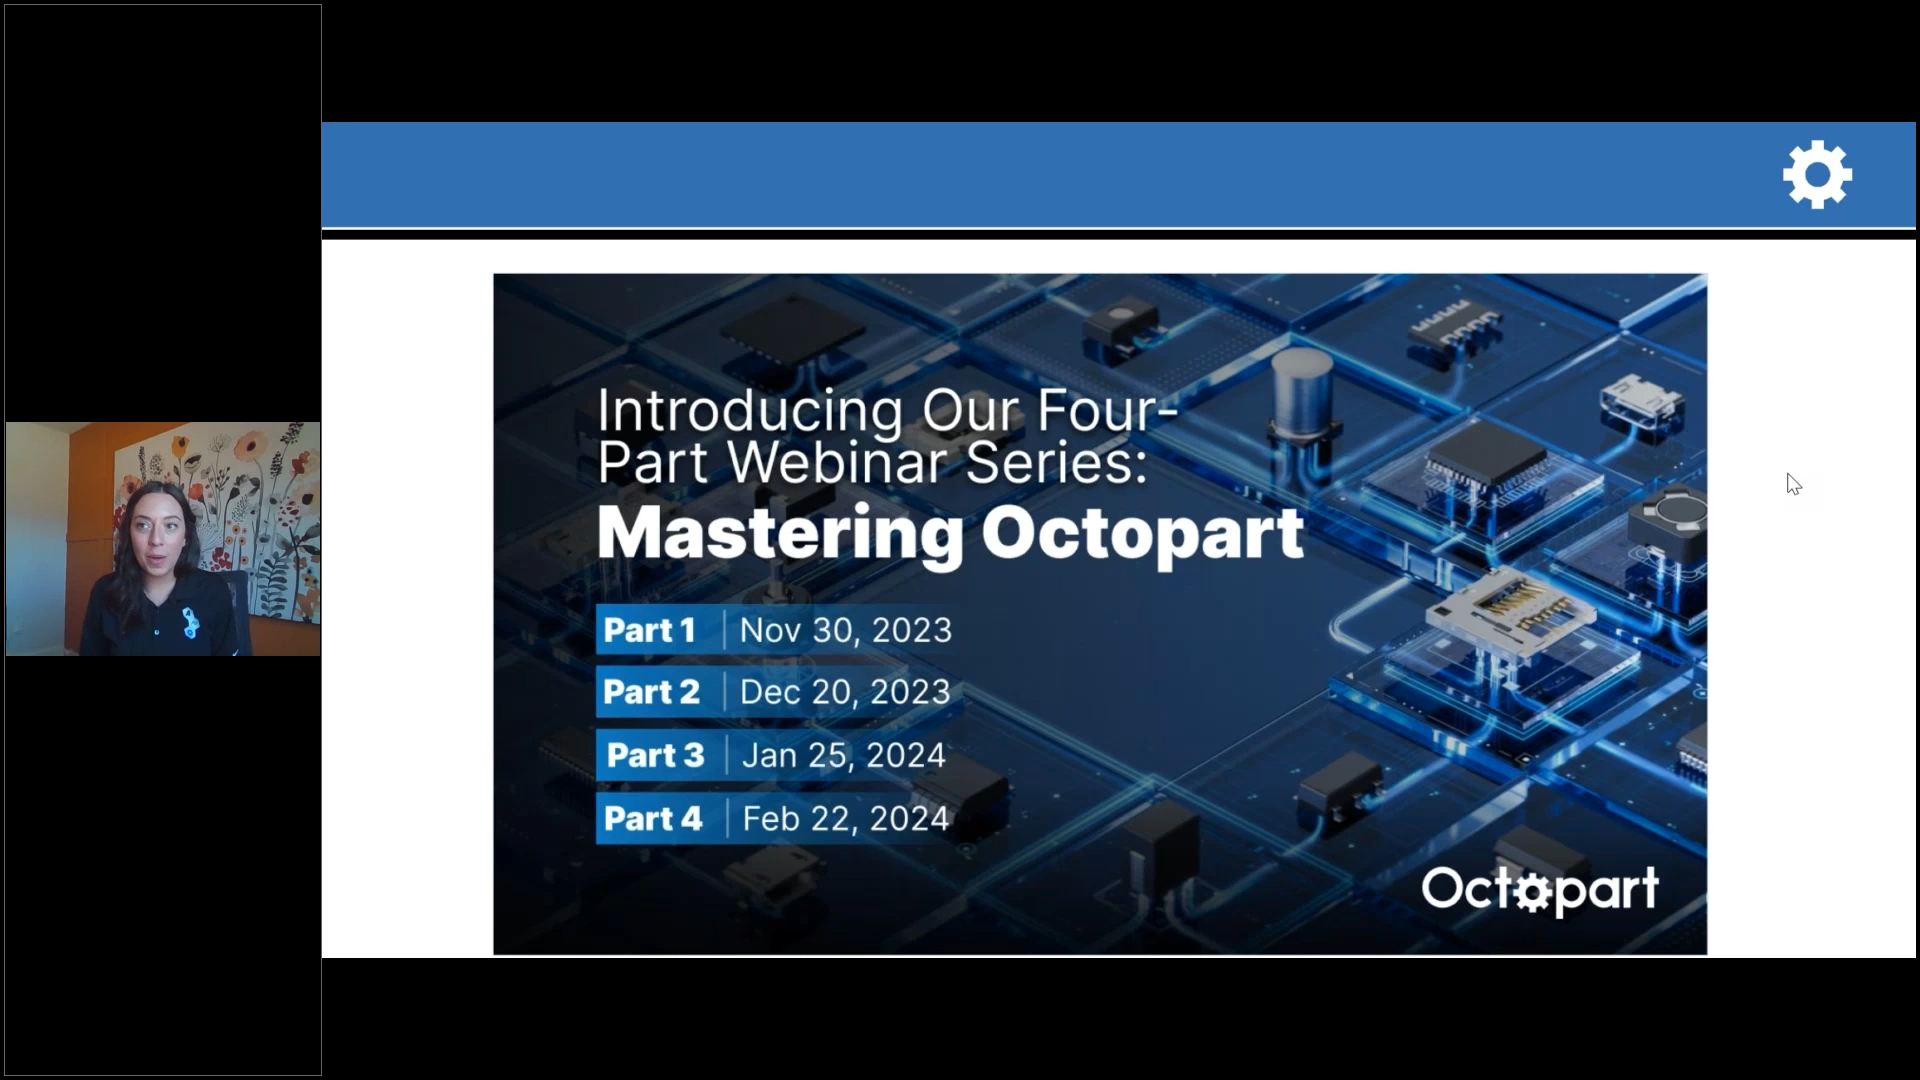 Introducing Our Four-
Part Webinar Series:
Mastering Octopart
Part 1 | Nov 30, 2023
Part 2 | Dec 20, 2023
Part 3 | Jan 25, 2024
Part 4 | Feb 22, 2024
Octopart